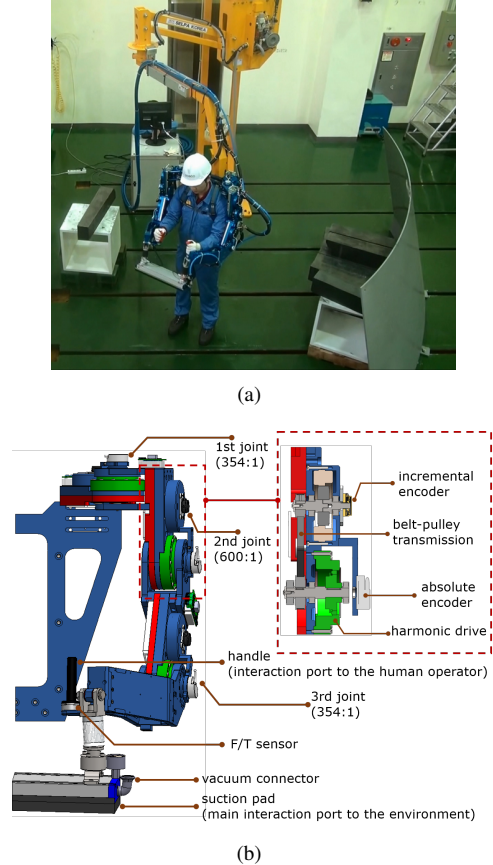 MLPA KOREA
(a)
1st joint
(354:1)
2nd joint
(600:1)
incremental
encoder
belt-pulley
transmission
absolute
encoder
harmonic drive
handle
(interaction port to the human operator)
3rd joint
(354:1)
F/T sensor
vacuum connector
suction pad
(main interaction port to the environment)
(b)